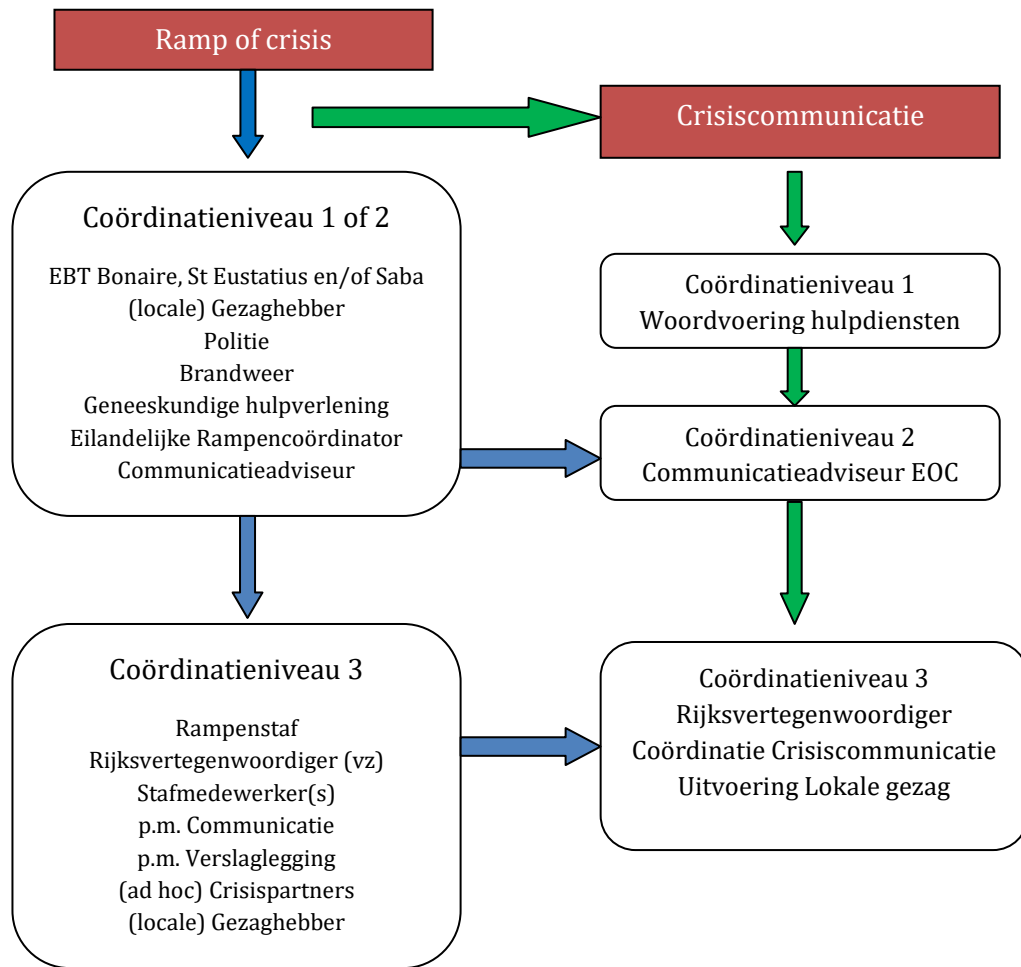 Ramp of crisis
Crisiscommunicatie
Coördinatieniveau 1 of 2
EBT Bonaire, St Eustatius en/of Saba
(locale) Gezaghebber
Politie
Brandweer
Geneeskundige hulpverlening
Eilandelijke Rampencoördinator
Communicatieadviseur
Coördinatieniveau 1
Woordvoering hulpdiensten
Coördinatieniveau 2
Communicatieadviseur EOC
Coördinatieniveau 3
Rampenstaf
Rijksvertegenwoordiger (vz)
Stafmedewerker(s)
p.m. Communicatie
p.m. Verslaglegging
(ad hoc) Crisispartners
(locale) Gezaghebber
Coördinatieniveau 3
Rijksvertegenwoordiger
Coördinatie Crisiscommunicatie
Uitvoering Lokale gezag